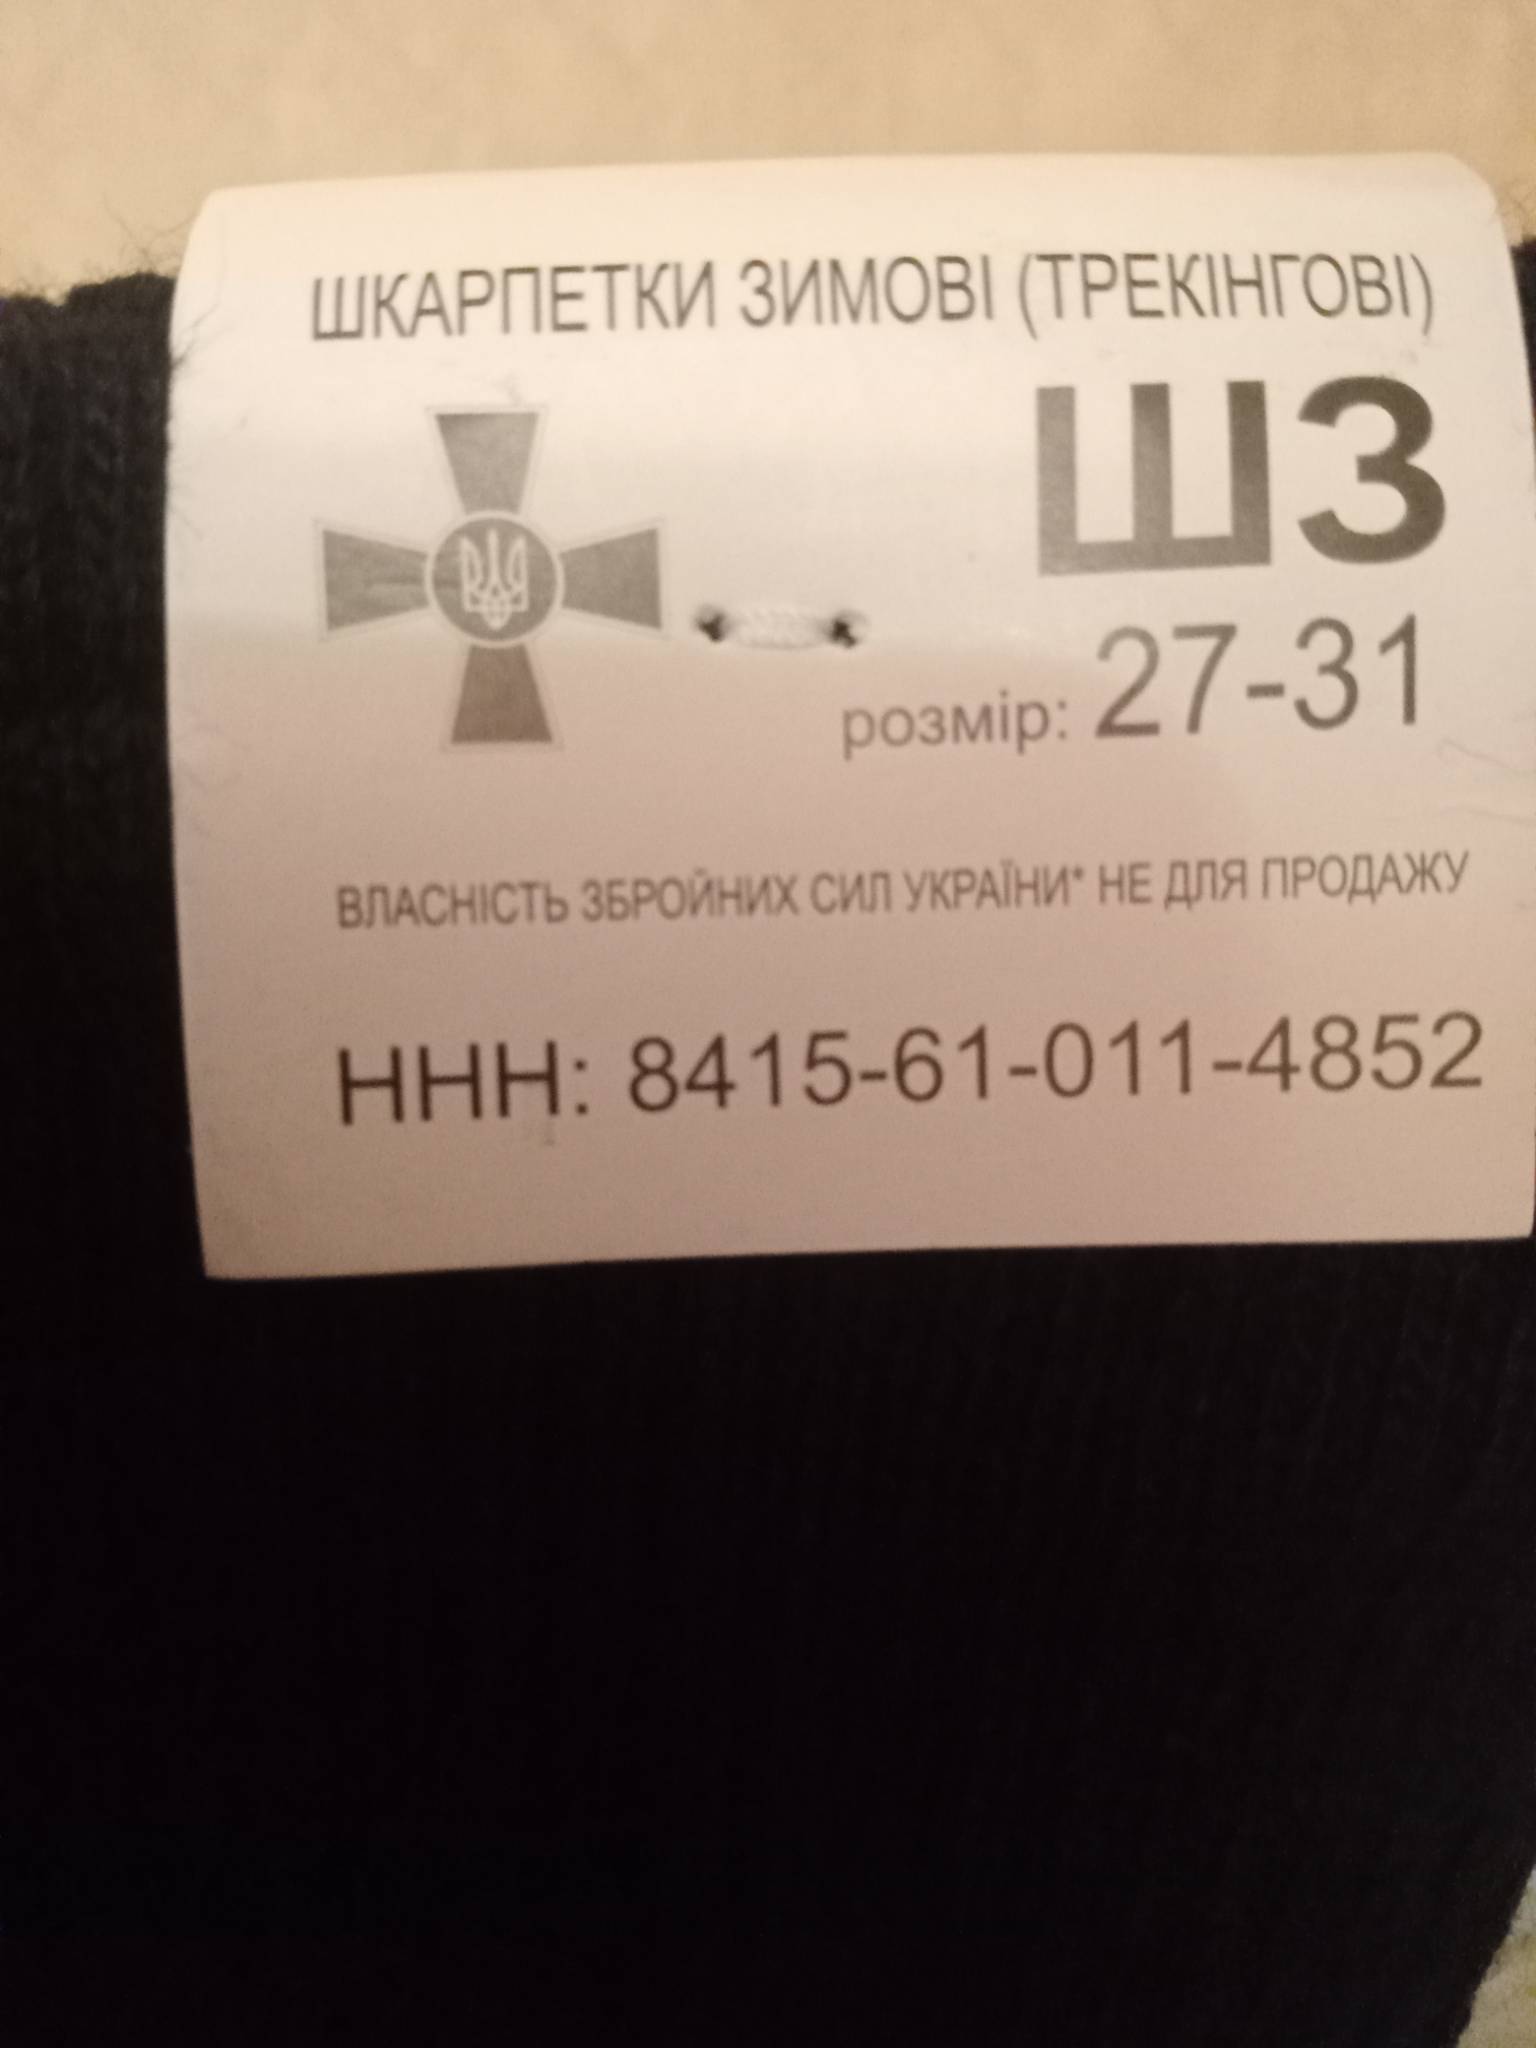 ШКАРПЕТКИ ЗИМОВІ (ТРЕКІНГОВІ)
ШЗ
розмір: 27-31
ВЛАСНІСТЬ ЗБРОЙНИХ СИЛ УКРАЇНИ* НЕ ДЛЯ ПРОДАЖУ
ННН: 8415-61-011-4852